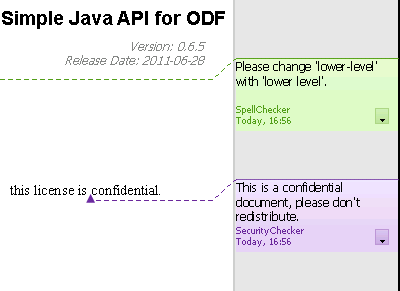 Simple Java API for ODF
Version: 0.6.5
Release Date: 2011-06-28
Please change 'lower-level'
with 'lower level'.
SpellChecker
Today, 16:56
this license is confidential.
This is a confidential
document, please don't
redistribute.
SecurityChecker
Today, 16:56